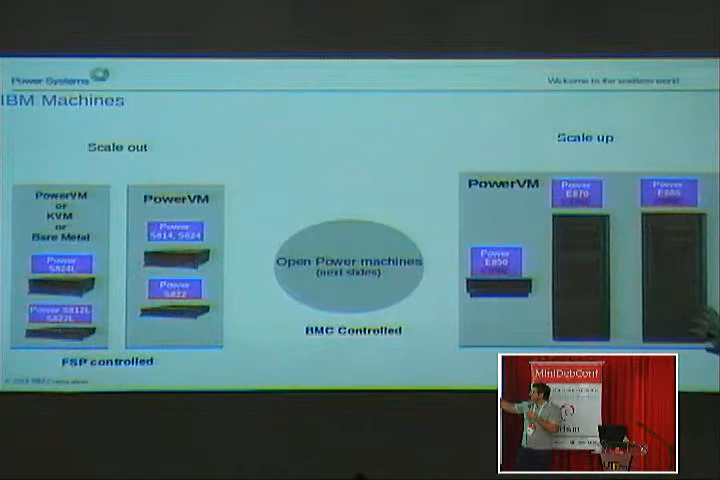 Power Systems
Welcome to the waitless world
IBM Machines
Scale out
Scale up
PowerVM
or
KVM
or
Bare Metal
Power
S824L
Power S812L
S822L
FSP controlled
PowerVM
Power
S814, S824
Power
S822
Open Power machines
(next slides)
BMC Controlled
PowerVM
Power
E850
Power
E870
Power
E880
MiniDebConf